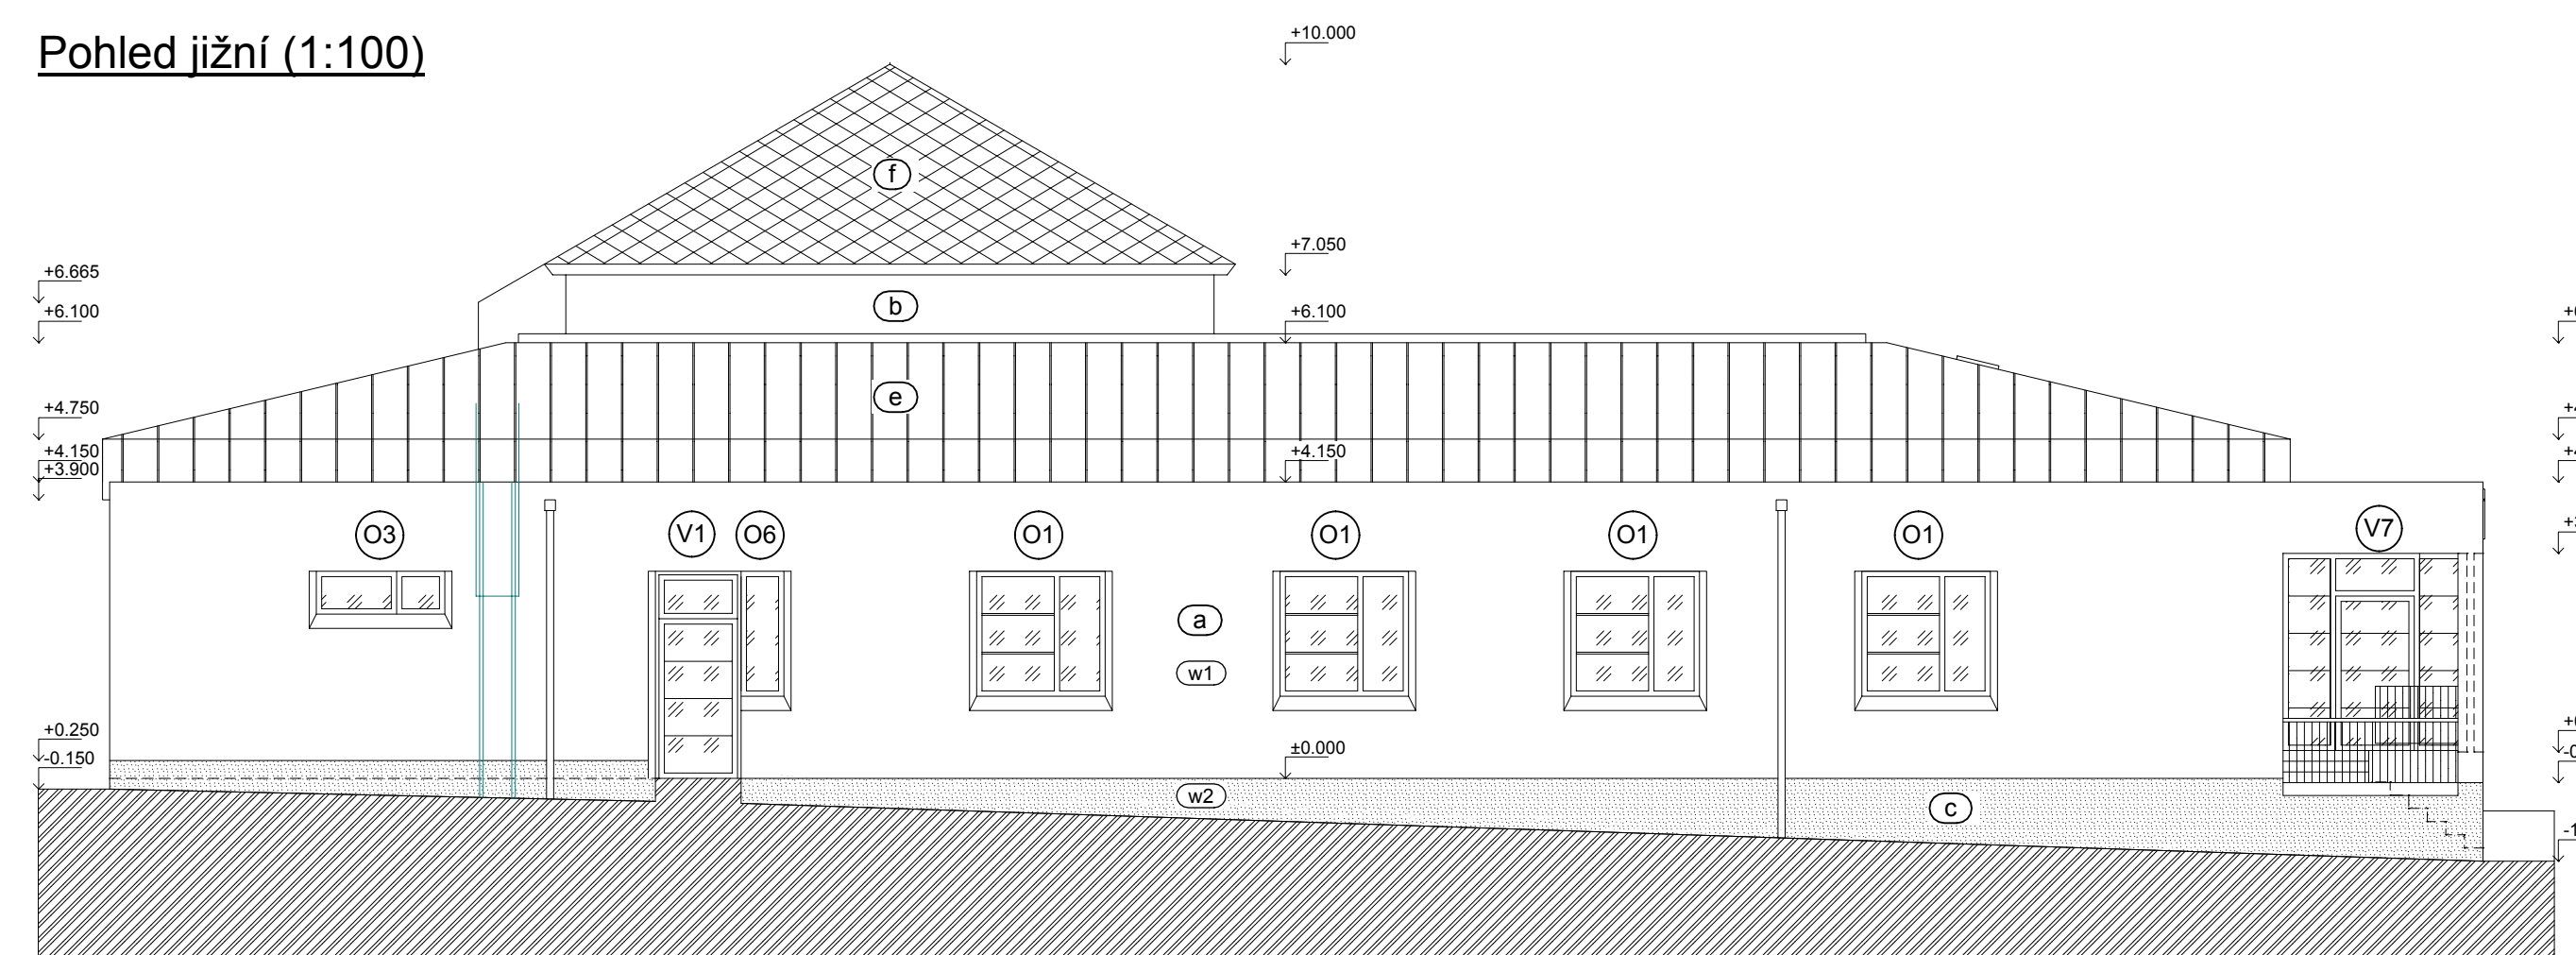 Pohled jižní (1:100)
+10.000
f
+7.050
+6.665
b
+6.100
+6.100
e
+4.750
+4.150
+4.150
+3.900
O3
V1
O6
O1
O1
O1
O1
V7
a
w1
+0.250
±0.000
-0.150
w2
c